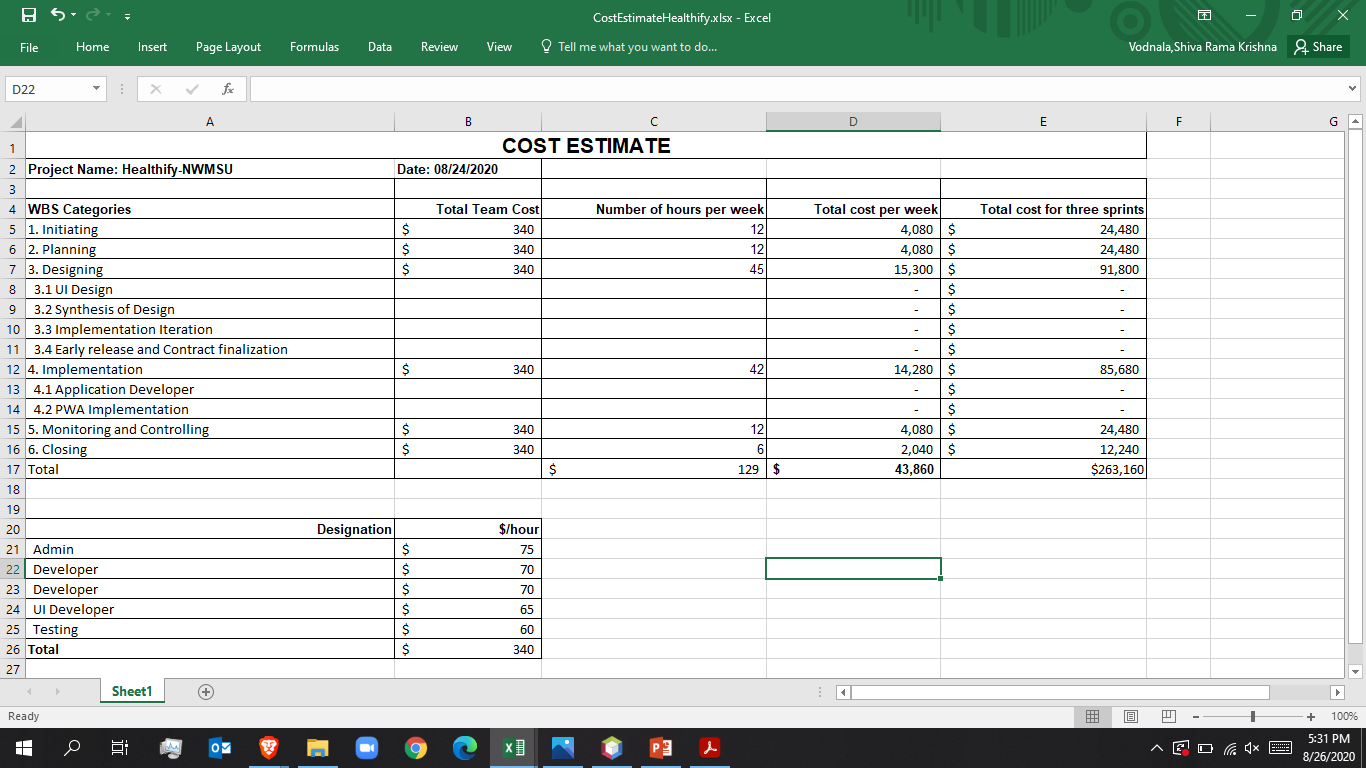 CostEstimateHealthify.xlsx - Excel
File Home Insert Page Layout Formulas Data Review View Tell me what you want to do... Vodnala,Shiva Rama Krishna Share
D22 fx
A B C D E F G
1 COST ESTIMATE
2 Project Name: Healthify-NWMSU Date: 08/24/2020
3
4 WBS Categories Total Team Cost Number of hours per week Total cost per week Total cost for three sprints
5 1. Initiating $ 340 12 4,080 $ 24,480
6 2. Planning $ 340 12 4,080 $ 24,480
7 3. Designing $ 340 45 15,300 $ 91,800
8 3.1 UI Design - $ -
9 3.2 Synthesis of Design - $ -
10 3.3 Implementation Iteration - $ -
11 3.4 Early release and Contract finalization - $ -
12 4. Implementation $ 340 42 14,280 $ 85,680
13 4.1 Application Developer - $ -
14 4.2 PWA Implementation - $ -
15 5. Monitoring and Controlling $ 340 12 4,080 $ 24,480
16 6. Closing $ 340 6 2,040 $ 12,240
17 Total $ 129 $ 43,860 $263,160
18
19
20 Designation $/hour
21 Admin $ 75
22 Developer $ 70
23 Developer $ 70
24 UI Developer $ 65
25 Testing $ 60
26 Total $ 340
27
Sheet1
Ready 100%
5:31 PM
8/26/2020